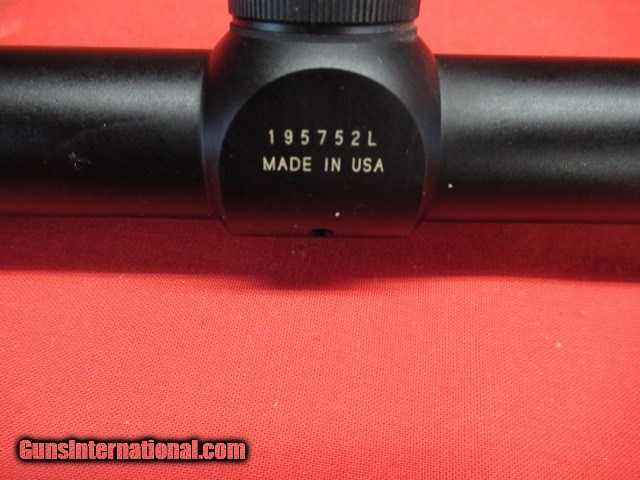 195752L
MADE IN USA
GunsInternational.com